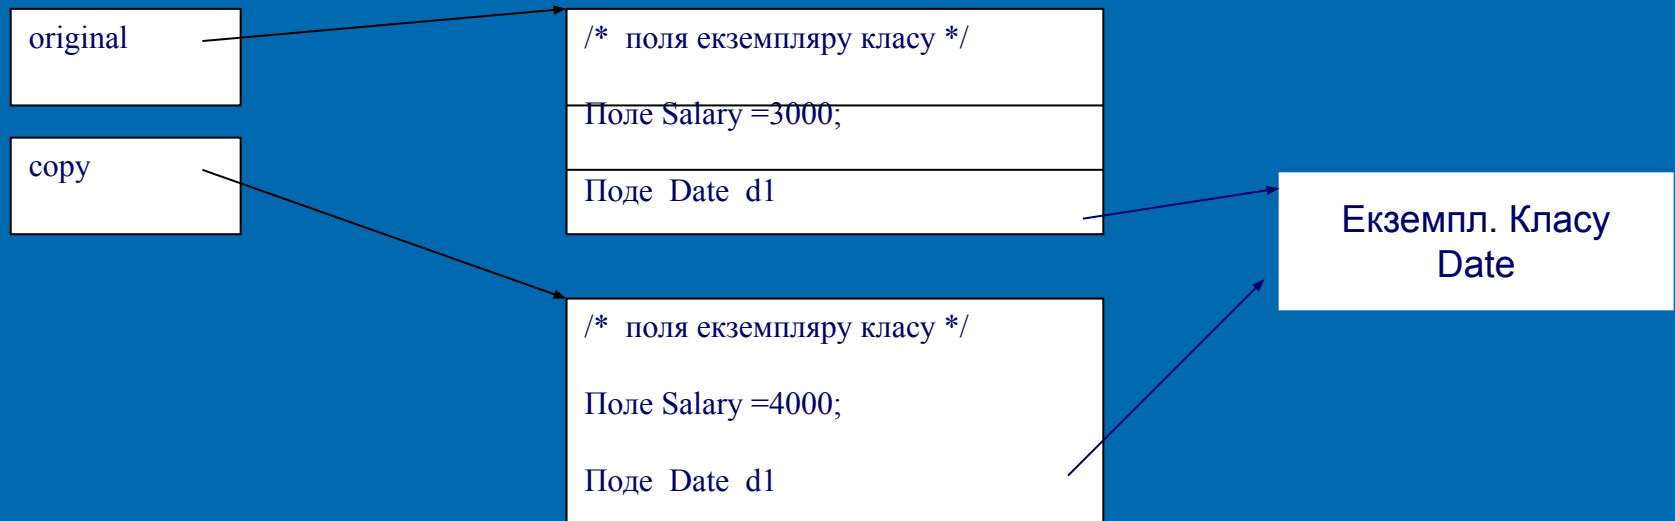 original
/* поля екземпляру класу */
Поле Salary =3000;
Поде Date d1
copy
Екземпл. Класу
Date
/* поля екземпляру класу */
Поле Salary =4000;
Поде Date d1